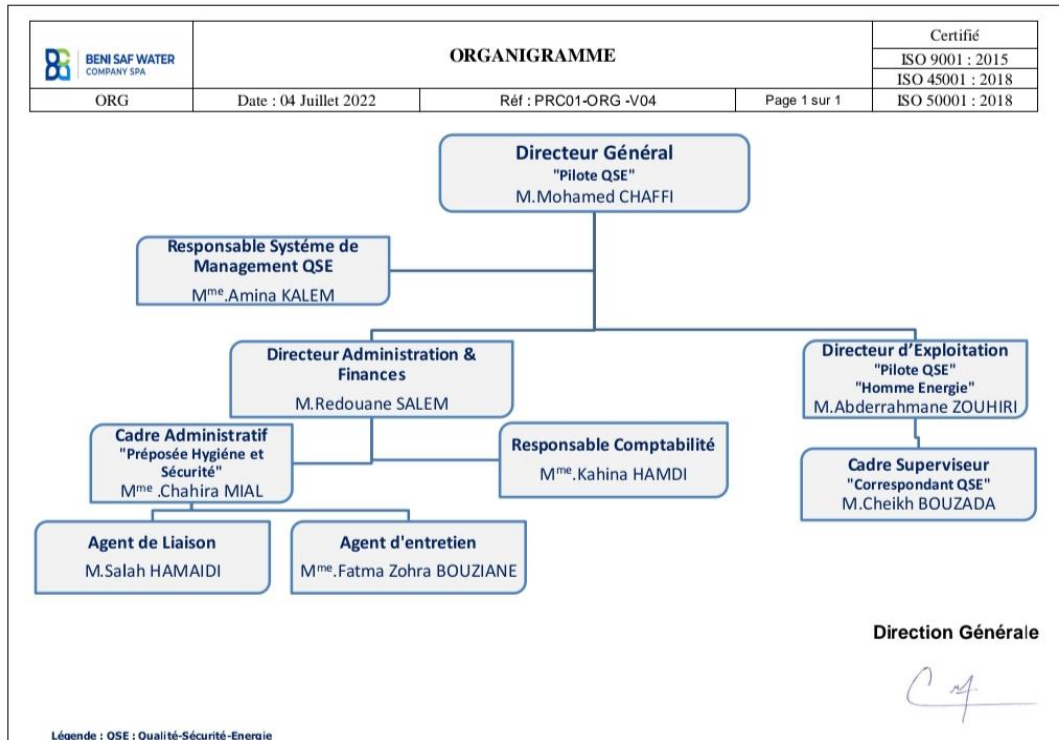 BENI SAF WATER
COMPANY SPA
ORGANIGRAMME
Certifié
ISO 9001 : 2015
ISO 45001 : 2018
ORG
Date : 04 Juillet 2022
Réf : PRC01-ORG -V04
Page 1 sur 1
ISO 50001 : 2018
Directeur Général
"Pilote QSE"
M.Mohamed CHAFFI
Responsable Systéme de
Management QSE
Mme.Amina KALEM
Directeur Administration &
Finances
M.Redouane SALEM
Directeur d’Exploitation
"Pilote QSE"
"Homme Energie"
M.Abderrahmane ZOUHIRI
Cadre Administratif
"Préposée Hygiéne et
Sécurité"
Mme .Chahira MIAL
Responsable Comptabilité
Mme.Kahina HAMDI
Cadre Superviseur
"Correspondant QSE"
M.Cheikh BOUZADA
Agent de Liaison
M.Salah HAMAIDI
Agent d'entretien
Mme.Fatma Zohra BOUZIANE
Direction Générale
Légende : QSE : Qualité-Sécurité-Energie